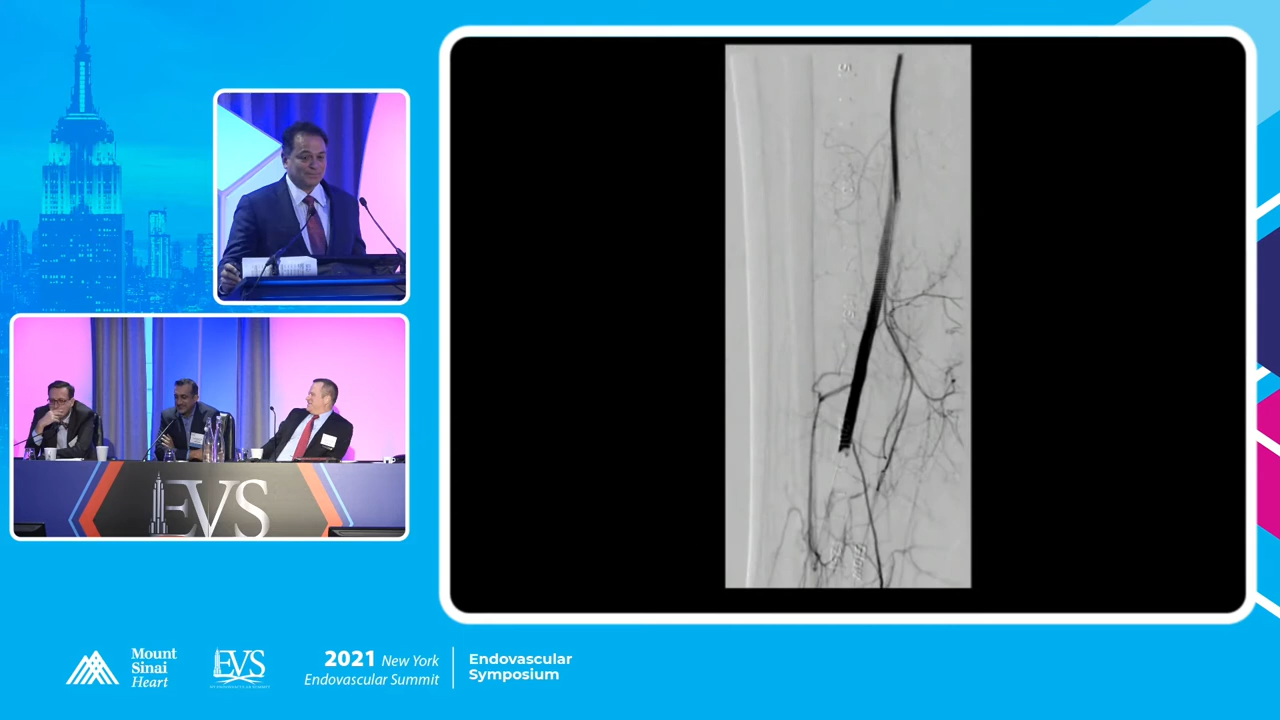 EVS
Mount
Sinai
Heart
EVS
2021 New York
Endovascular Summit
Endovascular
Symposium